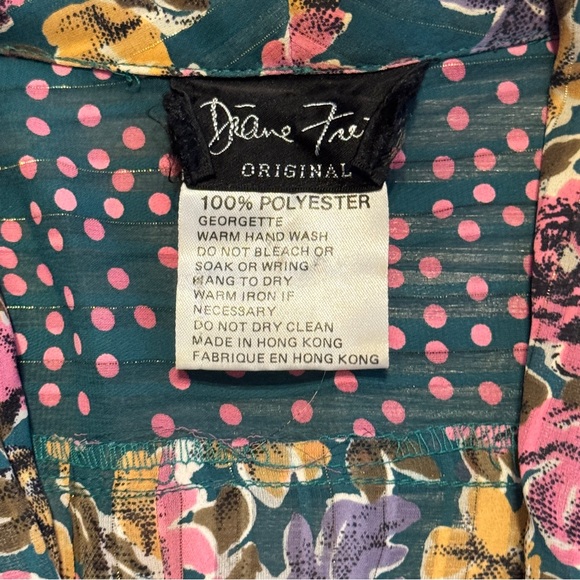 Diane Frei
ORIGINAL
100% POLYESTER
GEORGETTE
WARM HAND WASH
DO NOT BLEACH OR
SOAK OR WRING
HANG TO DRY
WARM IRON IF
NECESSARY
DO NOT DRY CLEAN
MADE IN HONG KONG
FABRIQUE EN HONG KONG